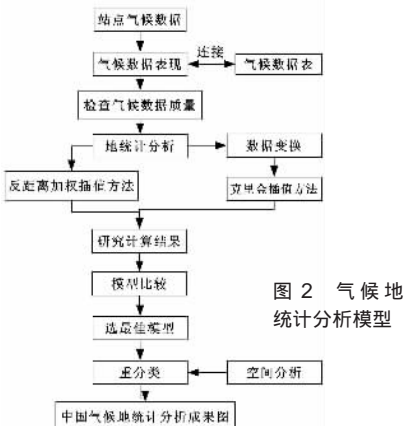 站点气候数据
连接
气候数据表现
气候数据表
检查气候数据质量
地统计分析
数据变换
反距离加权插值方法
克里金插值方法
研究计算结果
模型比较
选最佳模型
重分类
空间分析
中国气候地统计分析成果图
图 2 气候地
统计分析模型